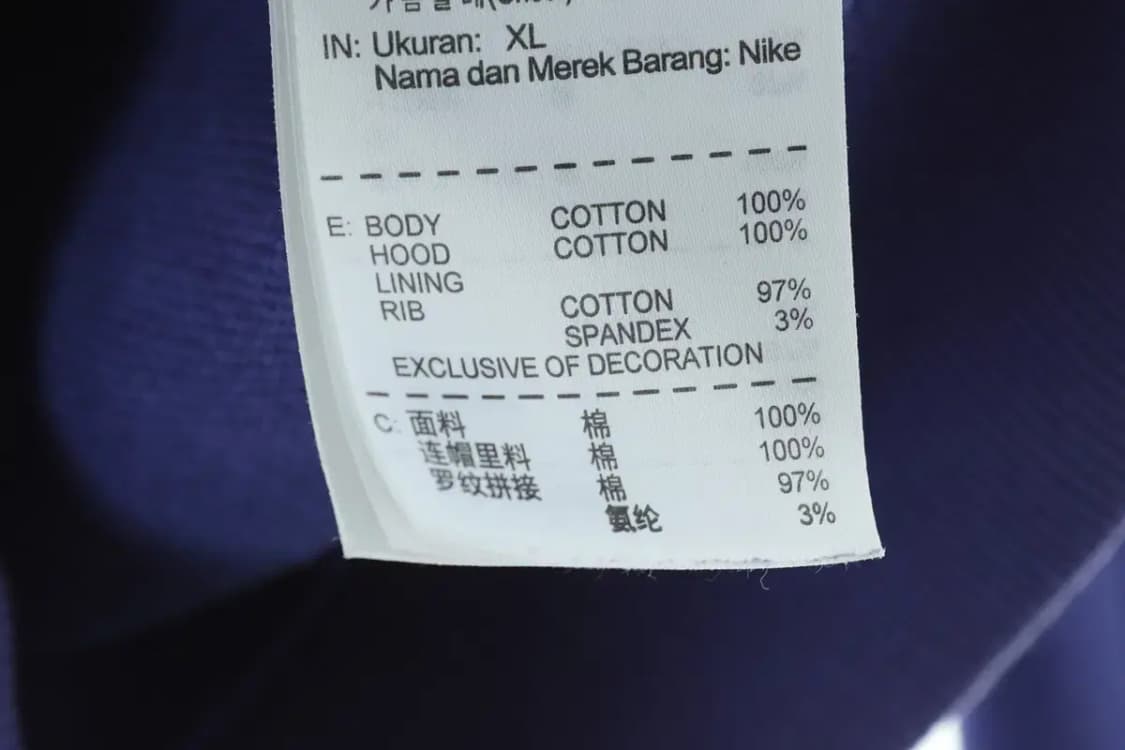 IN: Ukuran: XL
Nama dan Merek Barang: Nike
E: BODY COTTON 100%
HOOD COTTON 100%
LINING
RIB COTTON 97%
SPANDEX 3%
EXCLUSIVE OF DECORATION
C: 面料 棉 100%
连帽里料 棉 100%
罗纹拼接 棉 97%
氨纶 3%